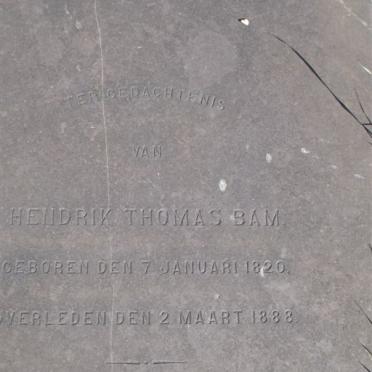 TER GEDACHTENIS
VAN
HENDRIK THOMAS BAM
GEBOREN DEN 7 JANUARI 1820.
OVERLEDEN DEN 2 MAART 1888.